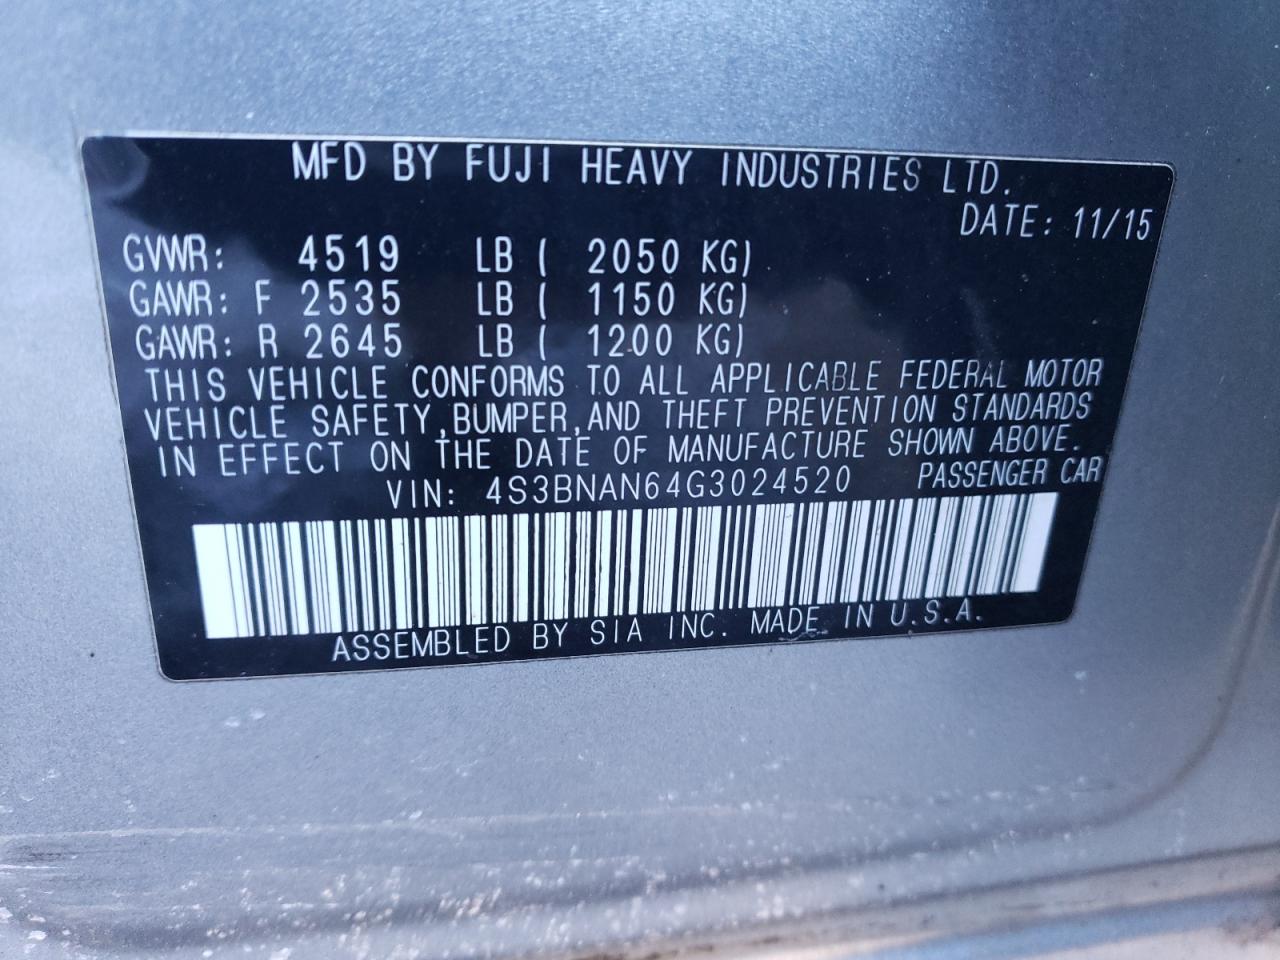 MFD BY FUJI HEAVY INDUSTRIES LTD.
DATE: 11/15
GVWR: 4519 LB ( 2050 KG)
GAWR: F 2535 LB ( 1150 KG)
GAWR: R 2645 LB ( 1200 KG)
THIS VEHICLE CONFORMS TO ALL APPLICABLE FEDERAL MOTOR
VEHICLE SAFETY,BUMPER,AND THEFT PREVENTION STANDARDS
IN EFFECT ON THE DATE OF MANUFACTURE SHOWN ABOVE.
VIN: 4S3BNAN64G3024520 PASSENGER CAR
ASSEMBLED BY SIA INC. MADE IN U.S.A.